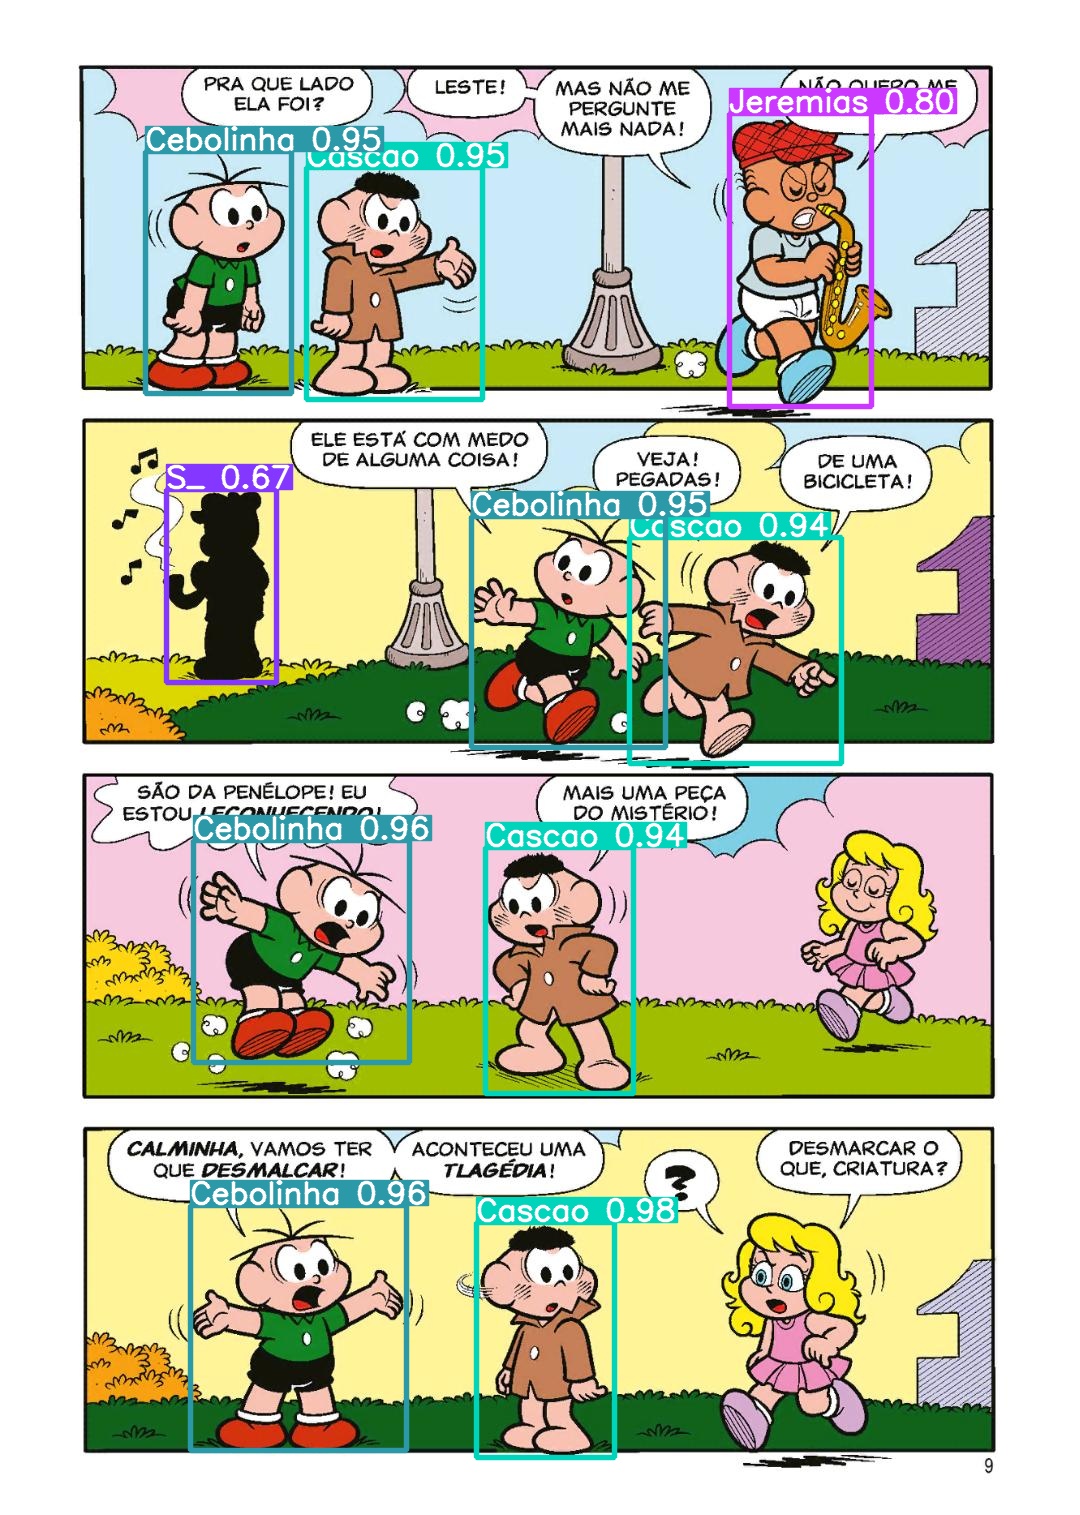 PRA QUE LADO
ELA FOI?
LESTE!
MAS NÃO ME
PERGUNTE
MAIS NADA!
NÃO QUERO ME
Cebolinha 0.95
Cascao 0.95
Jeremias 0.80
ELE ESTÁ COM MEDO
DE ALGUMA COISA!
VEJA!
PEGADAS!
DE UMA
BICICLETA!
S_ 0.67
Cebolinha 0.95
Cascao 0.94
SÃO DA PENÉLOPE! EU
ESTOU LECONHECENDO!
MAIS UMA PEÇA
DO MISTÉRIO!
Cebolinha 0.96
Cascao 0.94
CALMINHA, VAMOS TER
QUE DESMALCAR!
ACONTECEU UMA
TLAGÉDIA!
?
DESMARCAR O
QUE, CRIATURA?
Cebolinha 0.96
Cascao 0.98
9